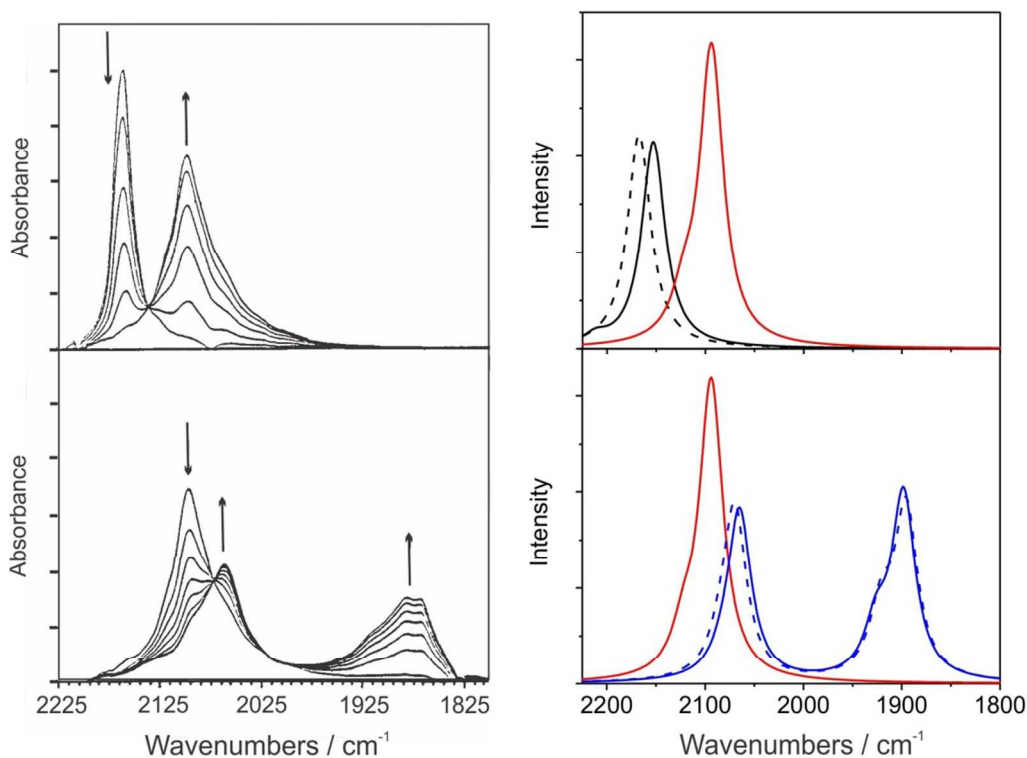 Absorbance
Intensity
Absorbance
Intensity
2225 2125 2025 1925 1825
2200 2100 2000 1900 1800
Wavenumbers / cm-1
Wavenumbers / cm-1